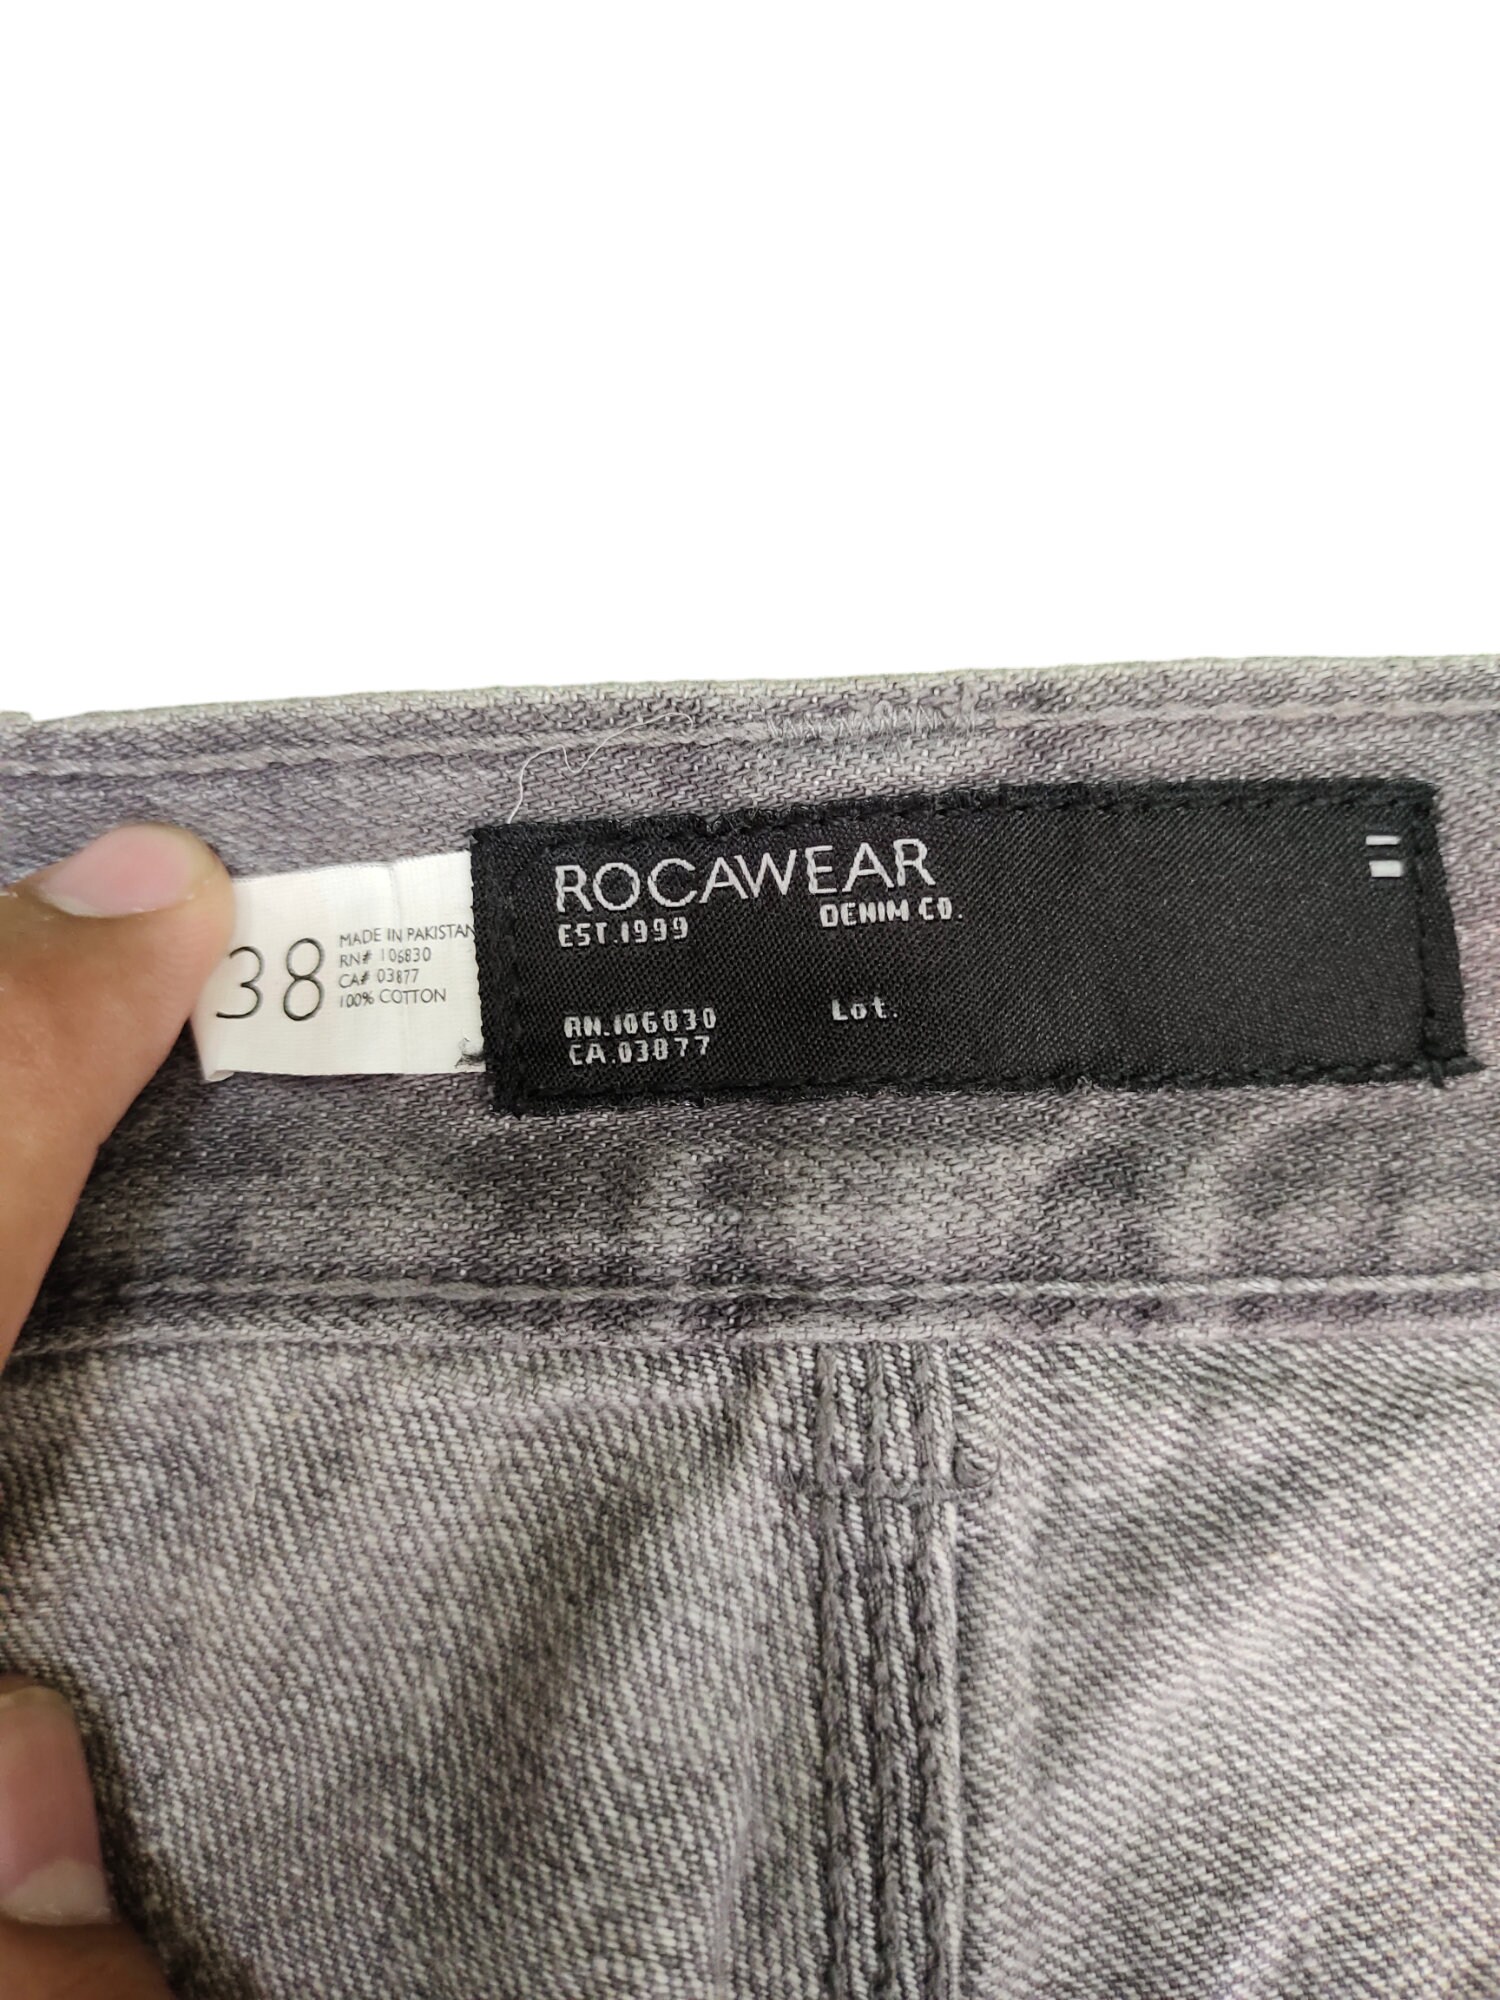 38
MADE IN PAKISTAN
RN# 106830
CA# 03877
100% COTTON
ROCAWEAR
EST.1999 DENIM CO.
RN.106830 Lot.
CA.03877